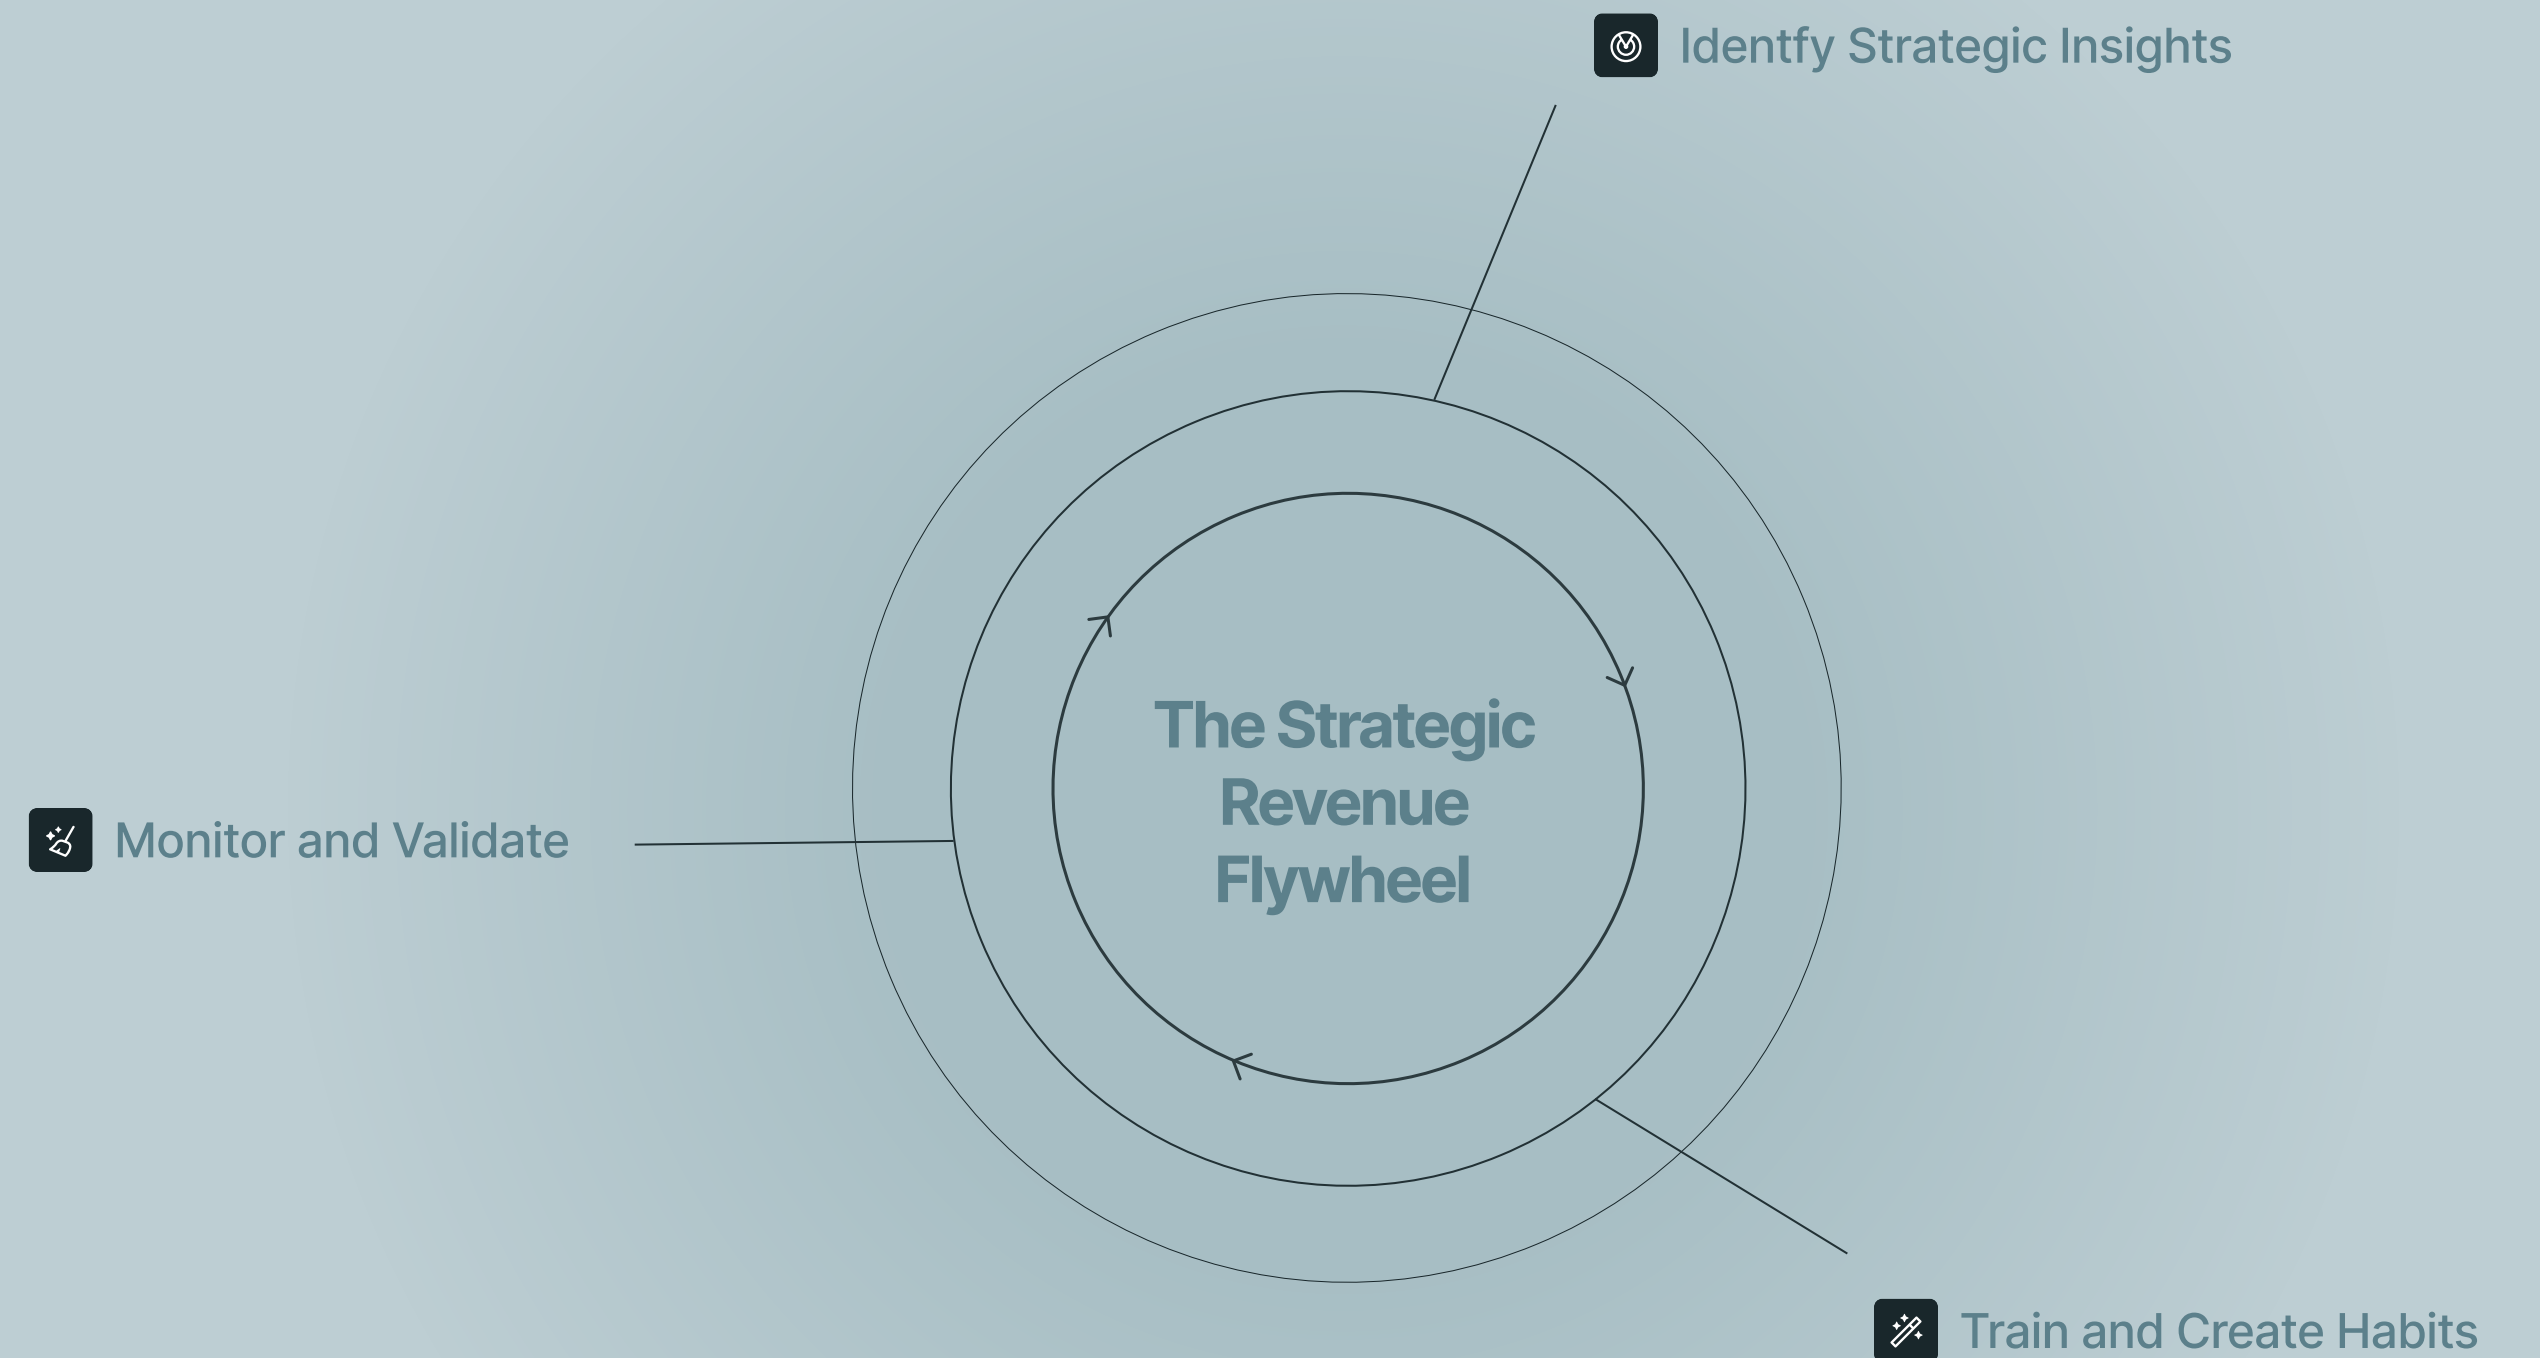 Identfy Strategic Insights
The Strategic
Revenue
Flywheel
Monitor and Validate
Train and Create Habits